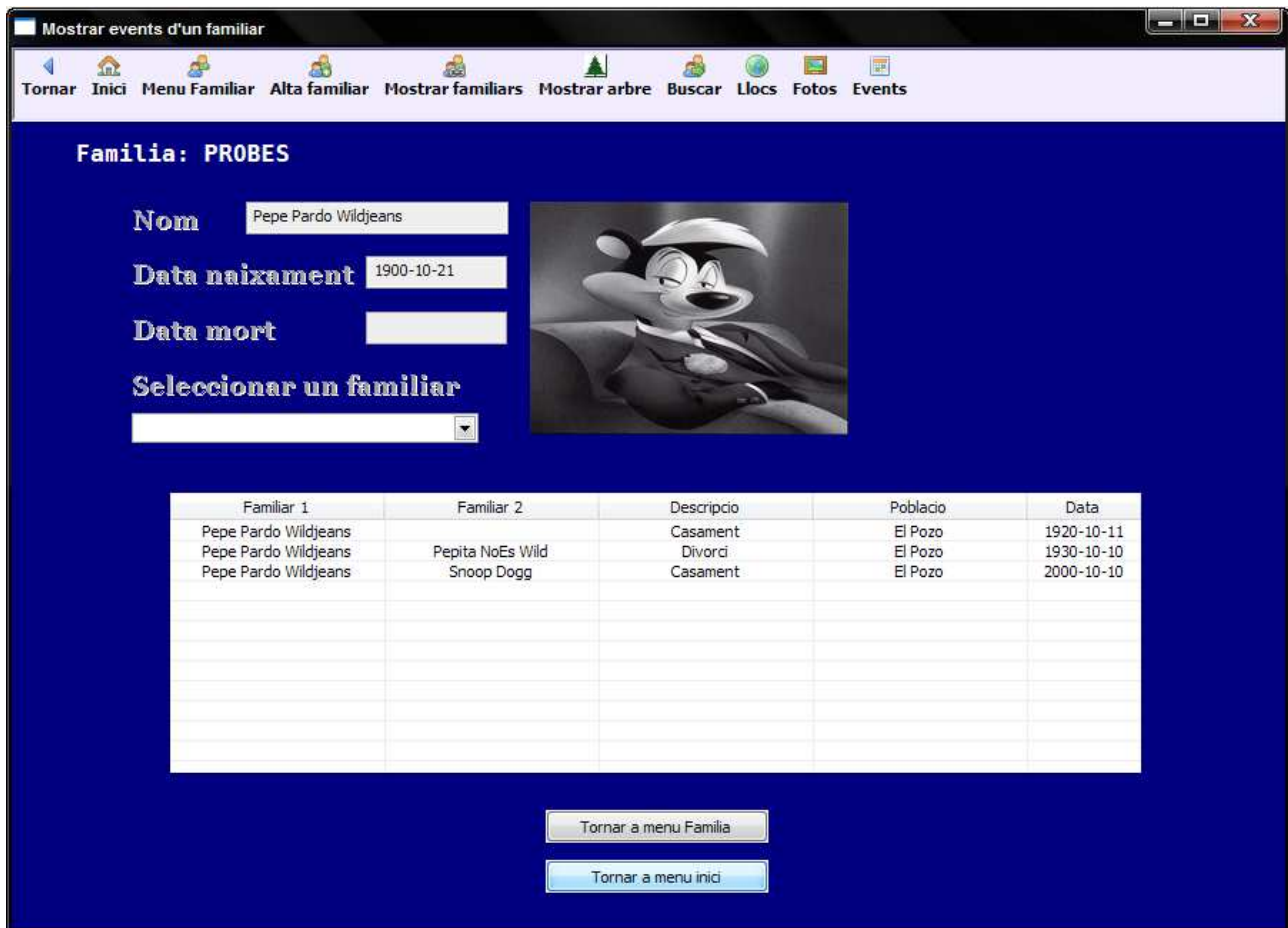 Mostrar events d'un familiar
Tornar Inici Menu Familiar Alta familiar Mostrar familiars Mostrar arbre Buscar Llocs Fotos Events
Familia: PROBES
Nom Pepe Pardo Wildjeans
Data naixament 1900-10-21
Data mort
Seleccionar un familiar
Familiar 1 Familiar 2 Descripcio Poblacio Data
Pepe Pardo Wildjeans Casament El Pozo 1920-10-11
Pepe Pardo Wildjeans Pepita NoEs Wild Divorci El Pozo 1930-10-10
Pepe Pardo Wildjeans Snoop Dogg Casament El Pozo 2000-10-10
Tornar a menu Familia
Tornar a menu inici